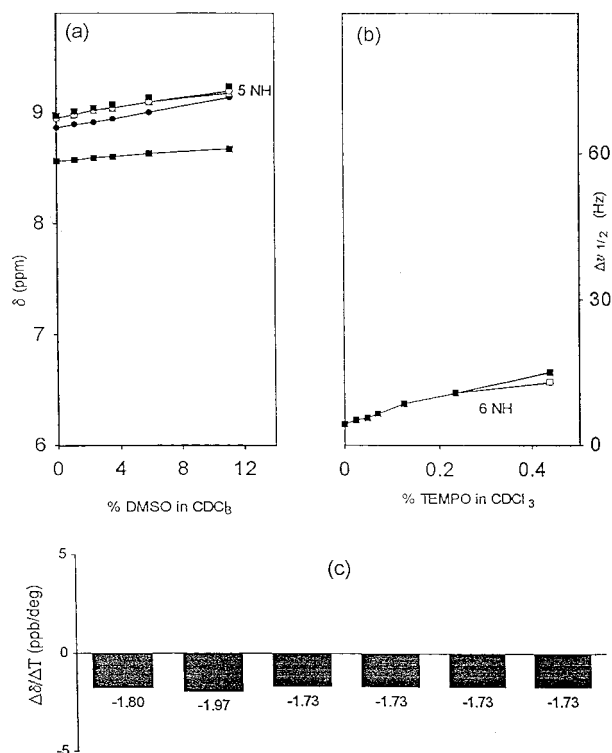 (a)
(b)
5 NH
9
8
7
6
δ (ppm)
0
4
8
12
% DMSO in CDCl3
60
30
0
Δν 1/2 (Hz)
6 NH
0
0.2
0.4
% TEMPO in CDCl 3
(c)
5
0
-5
Δδ/ΔT (ppb/deg)
-1.80
-1.97
-1.73
-1.73
-1.73
-1.73